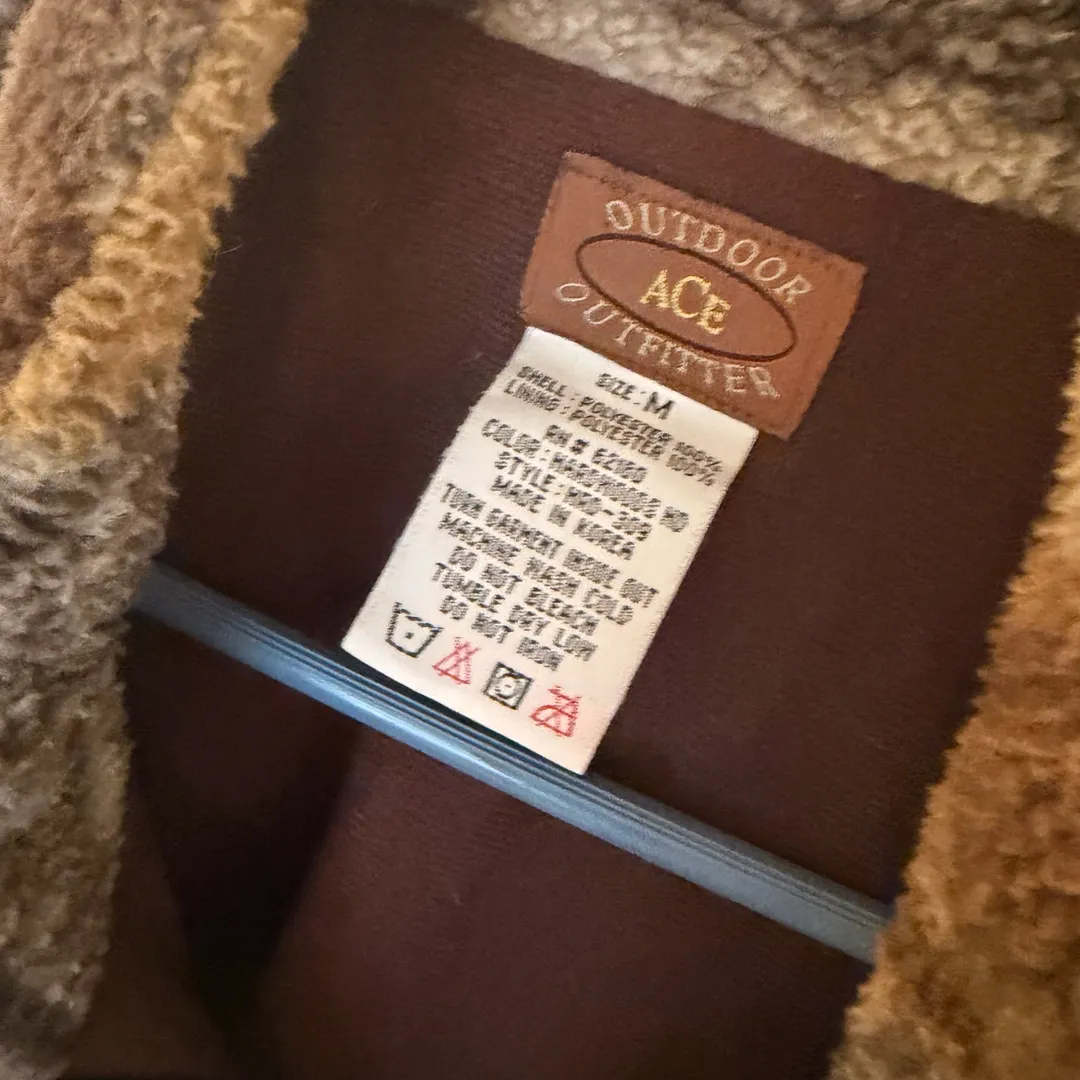 OUTDOOR
ACE
OUTFITTER
SIZE : M
SHELL : POLYESTER 100%
LINING : POLYESTER 100%
RN #
COLOR :
STYLE :
MADE IN KOREA
TURN GARMENT INSIDE OUT
MACHINE WASH COLD
DO NOT BLEACH
TUMBLE DRY LOW
DO NOT IRON